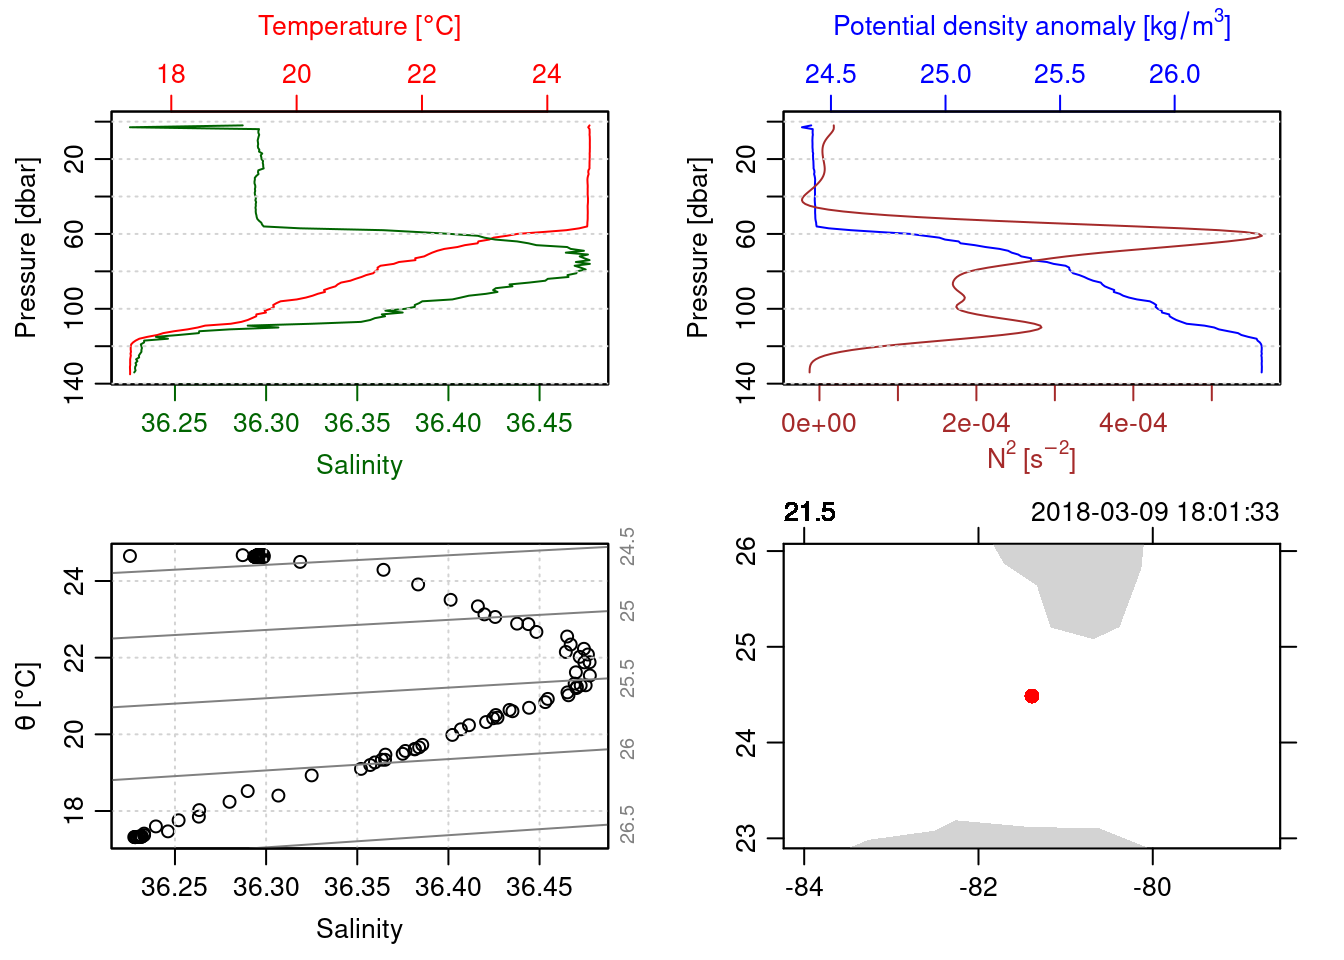 Temperature [°C]
18 20 22 24
Pressure [dbar]
20 60 100 140
36.25 36.30 36.35 36.40 36.45
Salinity
Potential density anomaly [kg/m³]
24.5 25.0 25.5 26.0
Pressure [dbar]
20 60 100 140
0e+00 2e-04 4e-04
N² [s⁻²]
θ [°C]
18 20 22 24
24.5
25
25.5
26
26.5
36.25 36.30 36.35 36.40 36.45
Salinity
21.5 2018-03-09 18:01:33
26
25
24
23
-84 -82 -80